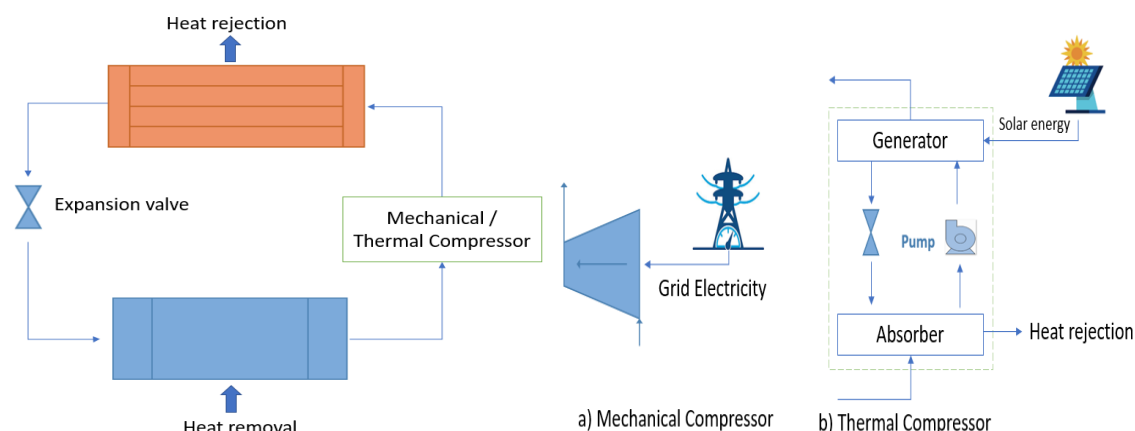 Heat rejection
Expansion valve
Mechanical /
Thermal Compressor
Heat removal
Grid Electricity
a) Mechanical Compressor
Solar energy
Generator
Pump
Absorber
Heat rejection
b) Thermal Compressor